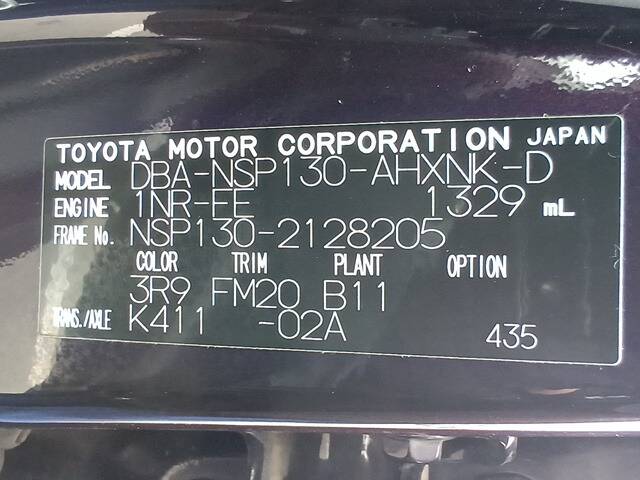 TOYOTA MOTOR CORPORATION JAPAN
MODEL DBA-NSP130-AHXNK-D
ENGINE 1NR-FE 1329 mL
FRAME No. NSP130-2128205
COLOR TRIM PLANT OPTION
3R9 FM20 B11
TRANS./AXLE K411 -02A 435